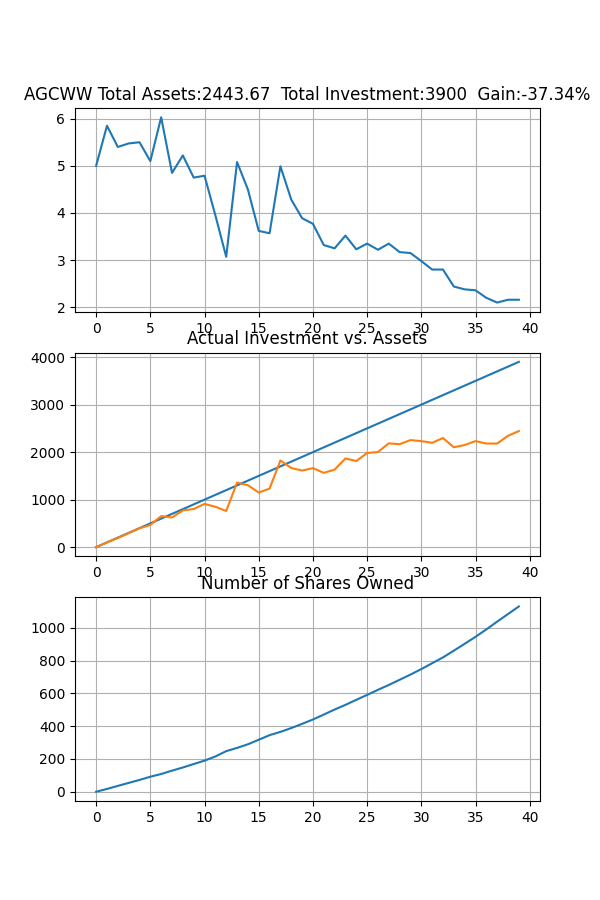 AGCWW Total Assets:2443.67  Total Investment:3900  Gain:-37.34%
6
5
4
3
2
0 5 10 15 20 25 30 35 40
Actual Investment vs. Assets
4000
3000
2000
1000
0
0 5 10 15 20 25 30 35 40
Number of Shares Owned
1000
800
600
400
200
0
0 5 10 15 20 25 30 35 40